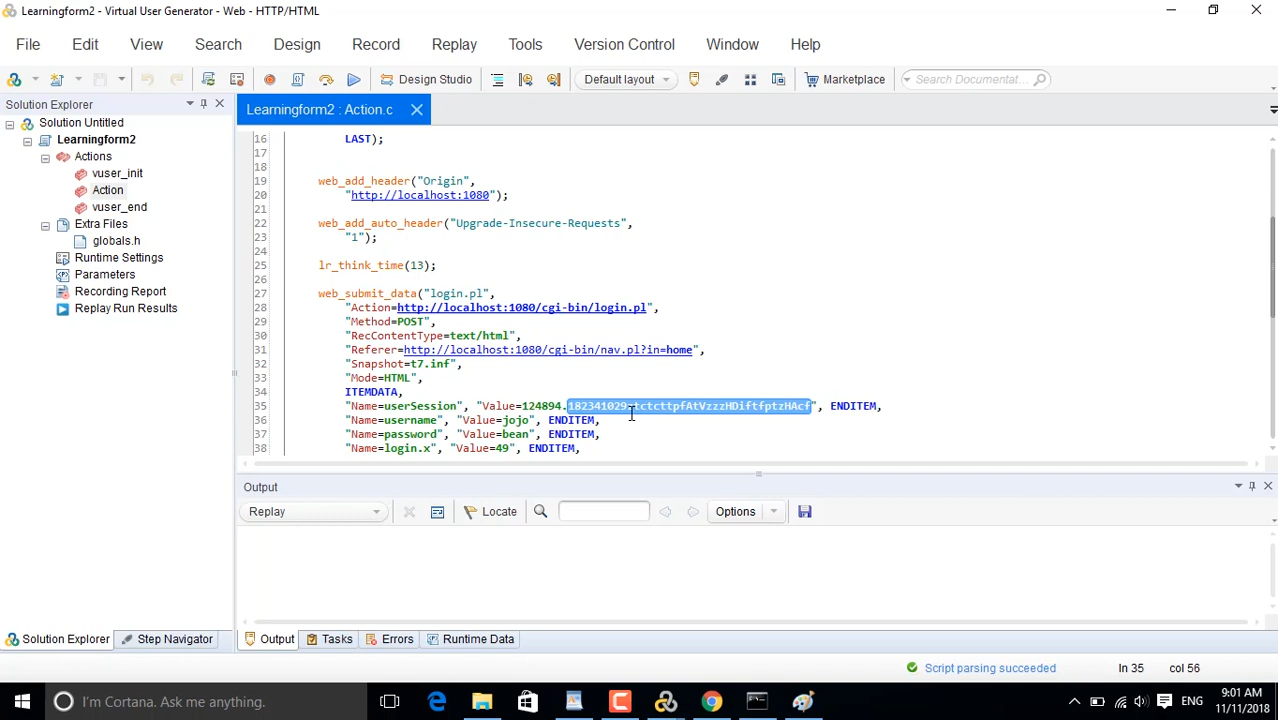 Learningform2 - Virtual User Generator - Web - HTTP/HTML
File Edit View Search Design Record Replay Tools Version Control Window Help
Design Studio Default layout Marketplace Search Documentat...
Solution Explorer
Solution Untitled
Learningform2
Actions
vuser_init
Action
vuser_end
Extra Files
globals.h
Runtime Settings
Parameters
Recording Report
Replay Run Results
Learningform2 : Action.c
16 LAST);
17
18
19 web_add_header("Origin",
20 "http://localhost:1080");
21
22 web_add_auto_header("Upgrade-Insecure-Requests",
23 "1");
24
25 lr_think_time(13);
26
27 web_submit_data("login.pl",
28 "Action=http://localhost:1080/cgi-bin/login.pl",
29 "Method=POST",
30 "RecContentType=text/html",
31 "Referer=http://localhost:1080/cgi-bin/nav.pl?in=home",
32 "Snapshot=t7.inf",
33 "Mode=HTML",
34 ITEMDATA,
35 "Name=userSession", "Value=124894. ", ENDITEM,
36 "Name=username", "Value=jojo", ENDITEM,
37 "Name=password", "Value=bean", ENDITEM,
38 "Name=login.x", "Value=49", ENDITEM,
Output
Replay Locate Options
Solution Explorer Step Navigator
Output Tasks Errors Runtime Data
Script parsing succeeded ln 35 col 56
I'm Cortana. Ask me anything.
ENG
9:01 AM
11/11/2018